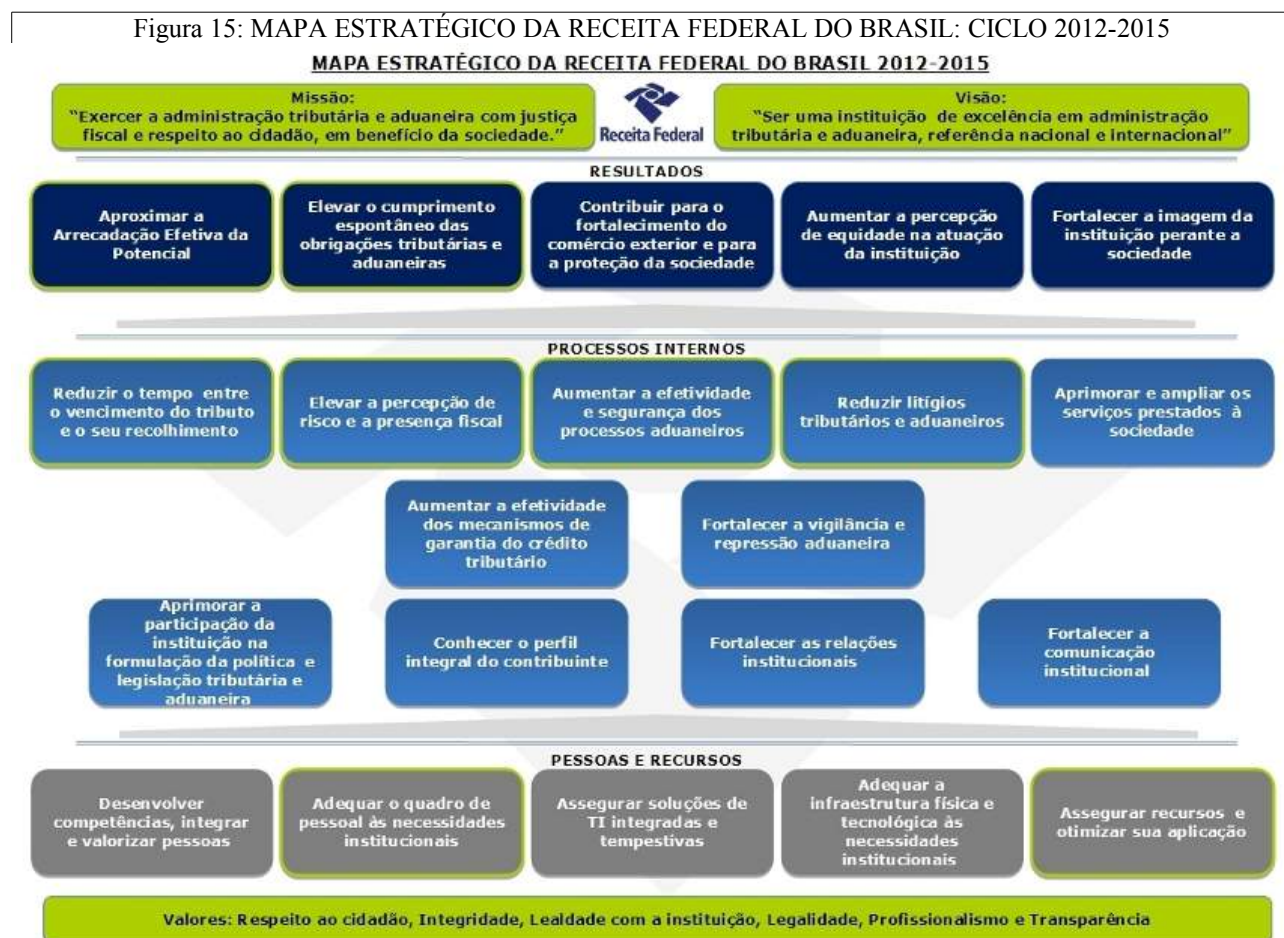 Figura 15: MAPA ESTRATÉGICO DA RECEITA FEDERAL DO BRASIL: CICLO 2012-2015
MAPA ESTRATÉGICO DA RECEITA FEDERAL DO BRASIL 2012-2015
Missão:
“Exercer a administração tributária e aduaneira com justiça
fiscal e respeito ao cidadão, em benefício da sociedade.”
Receita Federal
Visão:
“Ser uma instituição de excelência em administração
tributária e aduaneira, referência nacional e internacional”
RESULTADOS
Aproximar a
Arrecadação Efetiva da
Potencial
Elevar o cumprimento
espontâneo das
obrigações tributárias e
aduaneiras
Contribuir para o
fortalecimento do
comércio exterior e para
a proteção da sociedade
Aumentar a percepção
de equidade na atuação
da instituição
Fortalecer a imagem da
instituição perante a
sociedade
PROCESSOS INTERNOS
Reduzir o tempo entre
o vencimento do tributo
e o seu recolhimento
Elevar a percepção de
risco e a presença fiscal
Aumentar a efetividade
e segurança dos
processos aduaneiros
Reduzir litígios
tributários e aduaneiros
Aprimorar e ampliar os
serviços prestados à
sociedade
Aumentar a efetividade
dos mecanismos de
garantia do crédito
tributário
Fortalecer a vigilância e
repressão aduaneira
Aprimorar a
participação da
instituição na
formulação da política e
legislação tributária e
aduaneira
Conhecer o perfil
integral do contribuinte
Fortalecer as relações
institucionais
Fortalecer a
comunicação
institucional
PESSOAS E RECURSOS
Desenvolver
competências, integrar
e valorizar pessoas
Adequar o quadro de
pessoal às necessidades
institucionais
Assegurar soluções de
TI integradas e
tempestivas
Adequar a
infraestrutura física e
tecnológica às
necessidades
institucionais
Assegurar recursos e
otimizar sua aplicação
Valores: Respeito ao cidadão, Integridade, Lealdade com a instituição, Legalidade, Profissionalismo e Transparência